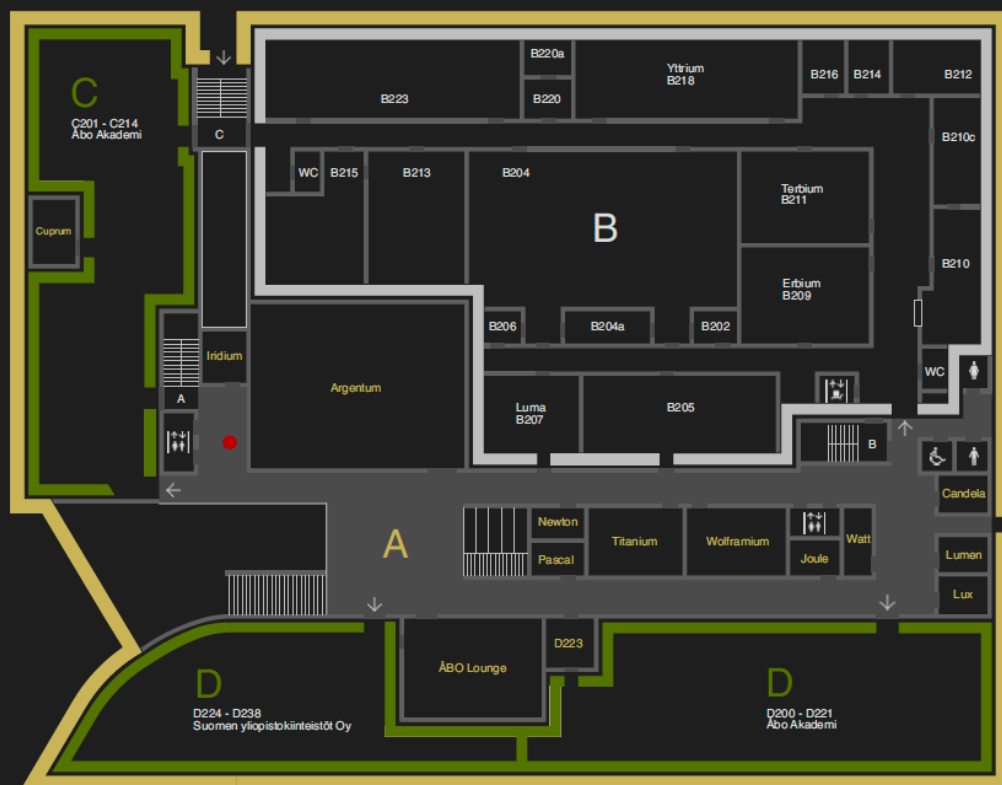 C
C201 - C214
Åbo Akademi
Cuprum
C
B223
B220a
B220
Yttrium
B218
B216
B214
B212
B210c
WC
B215
B213
B204
Terbium
B211
B
Erbium
B209
B210
B206
B204a
B202
Iridium
A
Argentum
Luma
B207
B205
WC
B
Candela
A
Newton
Pascal
Titanium
Wolframium
Joule
Watt
Lumen
Lux
D223
ÅBO Lounge
D
D224 - D238
Suomen yliopistokiinteistöt Oy
D
D200 - D221
Åbo Akademi